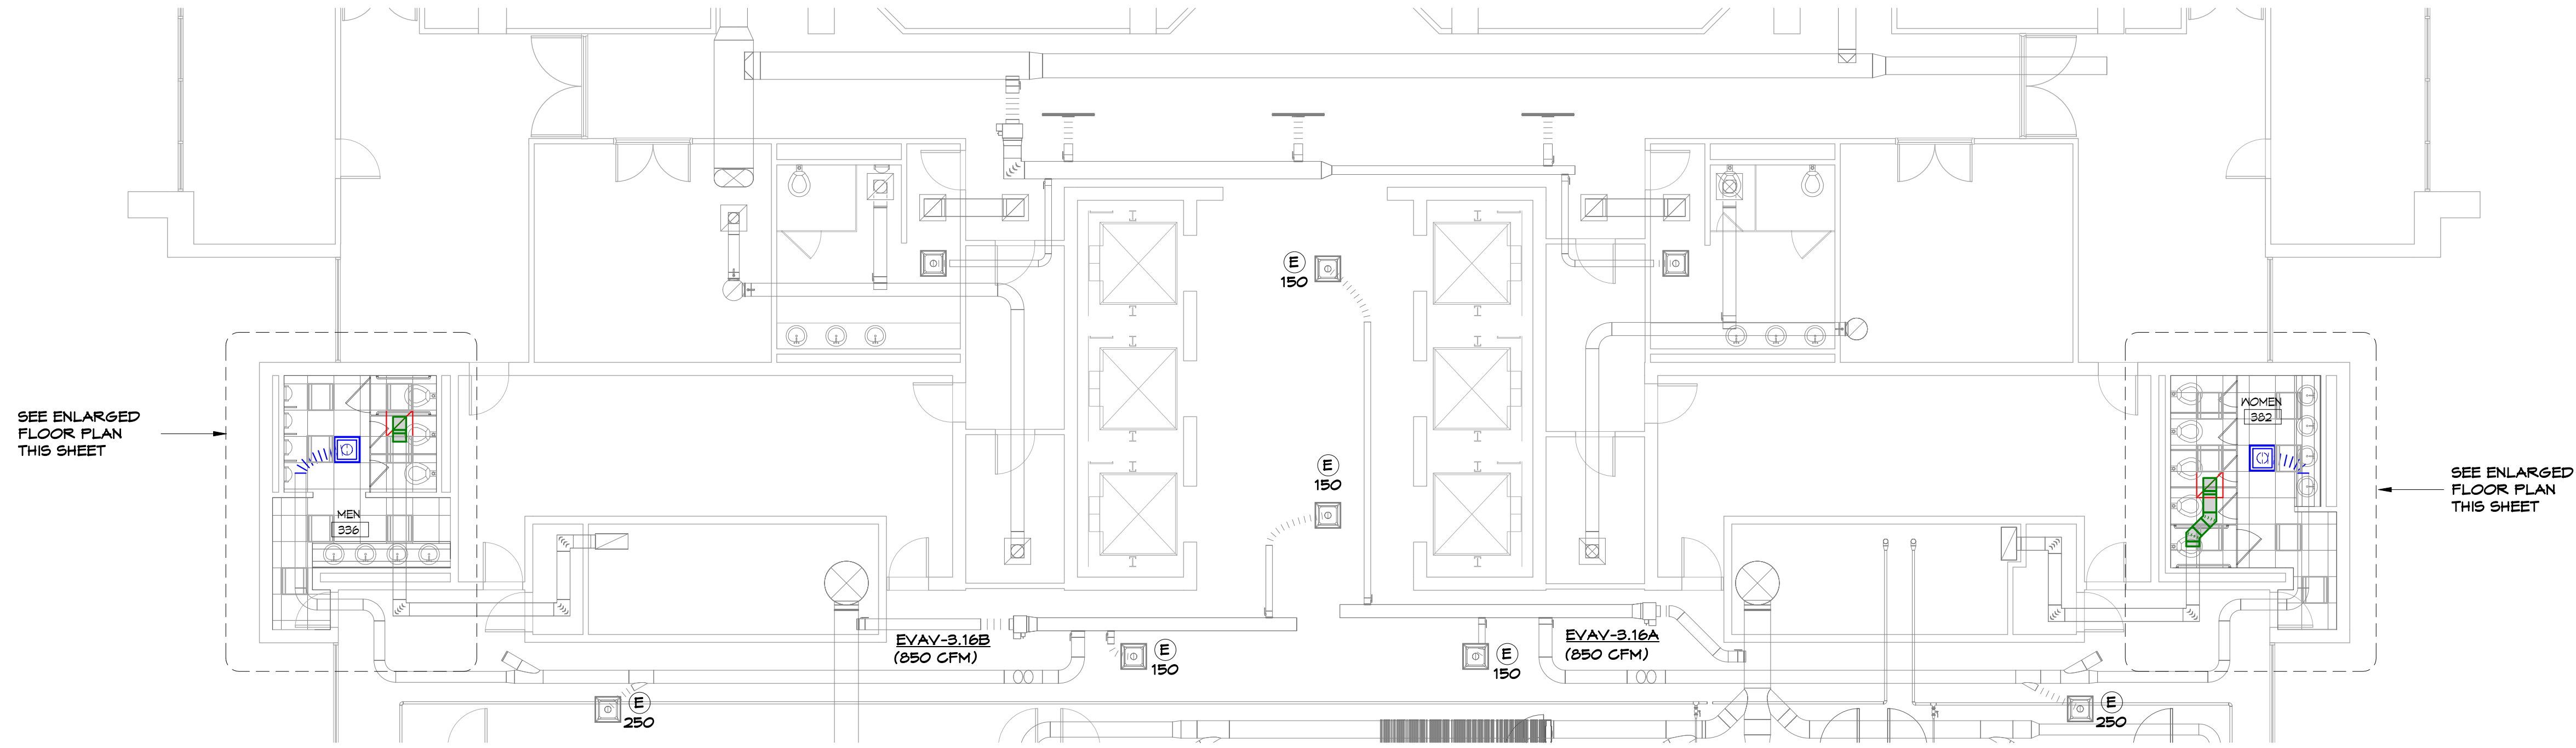 E
150
SEE ENLARGED
FLOOR PLAN
THIS SHEET
MEN
336
WOMEN
382
E
150
SEE ENLARGED
FLOOR PLAN
THIS SHEET
EVAV-3.16B
(850 CFM)
E
150
E
150
EVAV-3.16A
(850 CFM)
E
250
E
250